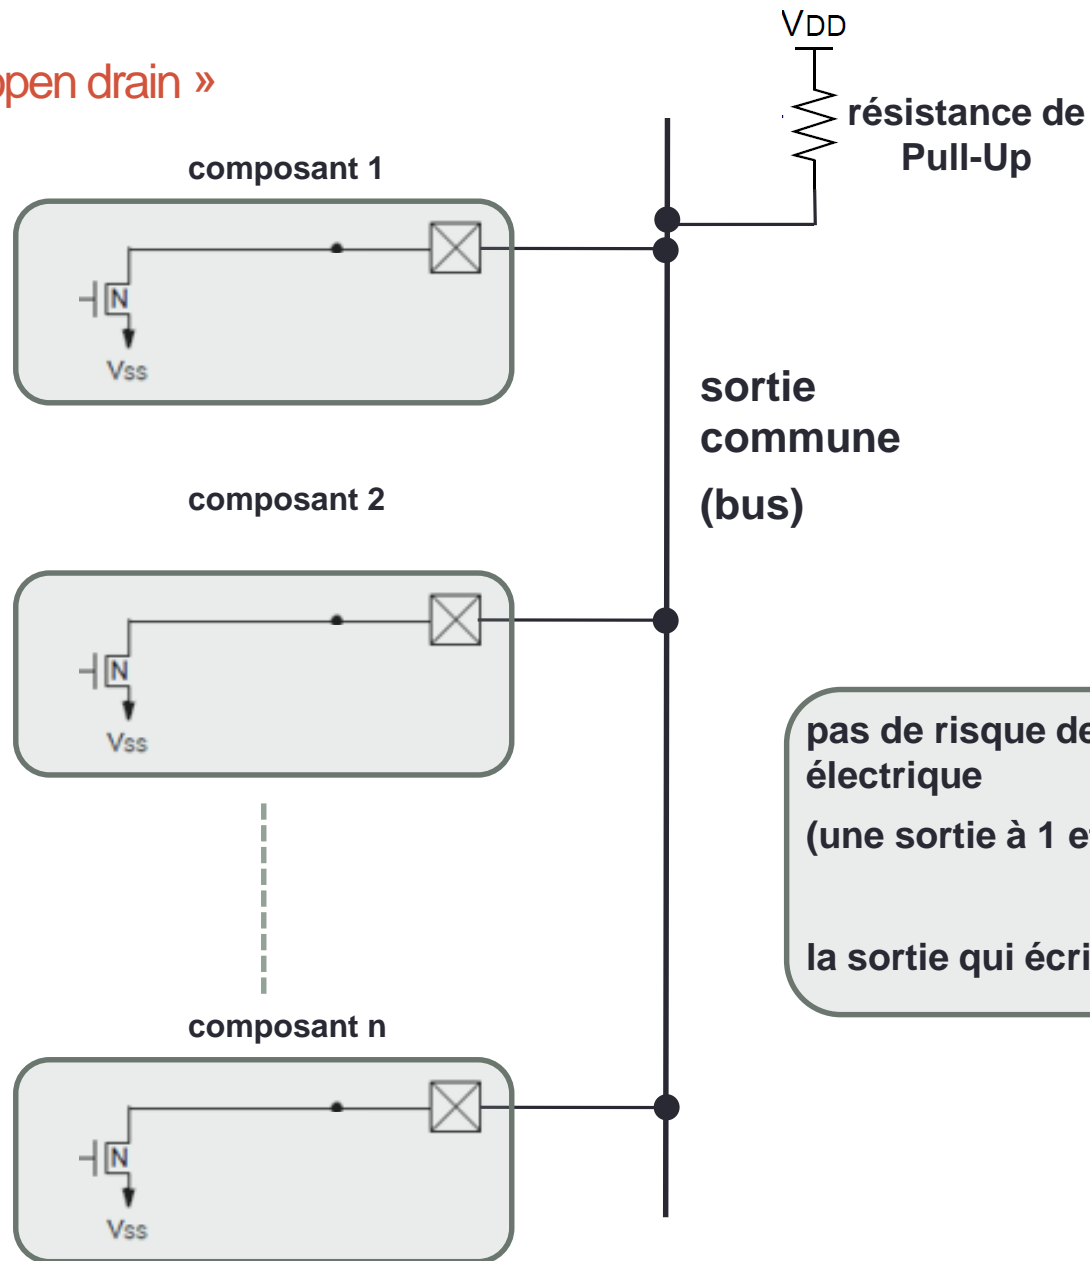 open drain »
VDD
résistance de
Pull-Up
composant 1
N
Vss
sortie
commune
(bus)
composant 2
N
Vss
pas de risque de
électrique
(une sortie à 1 e
la sortie qui écri
composant n
N
Vss